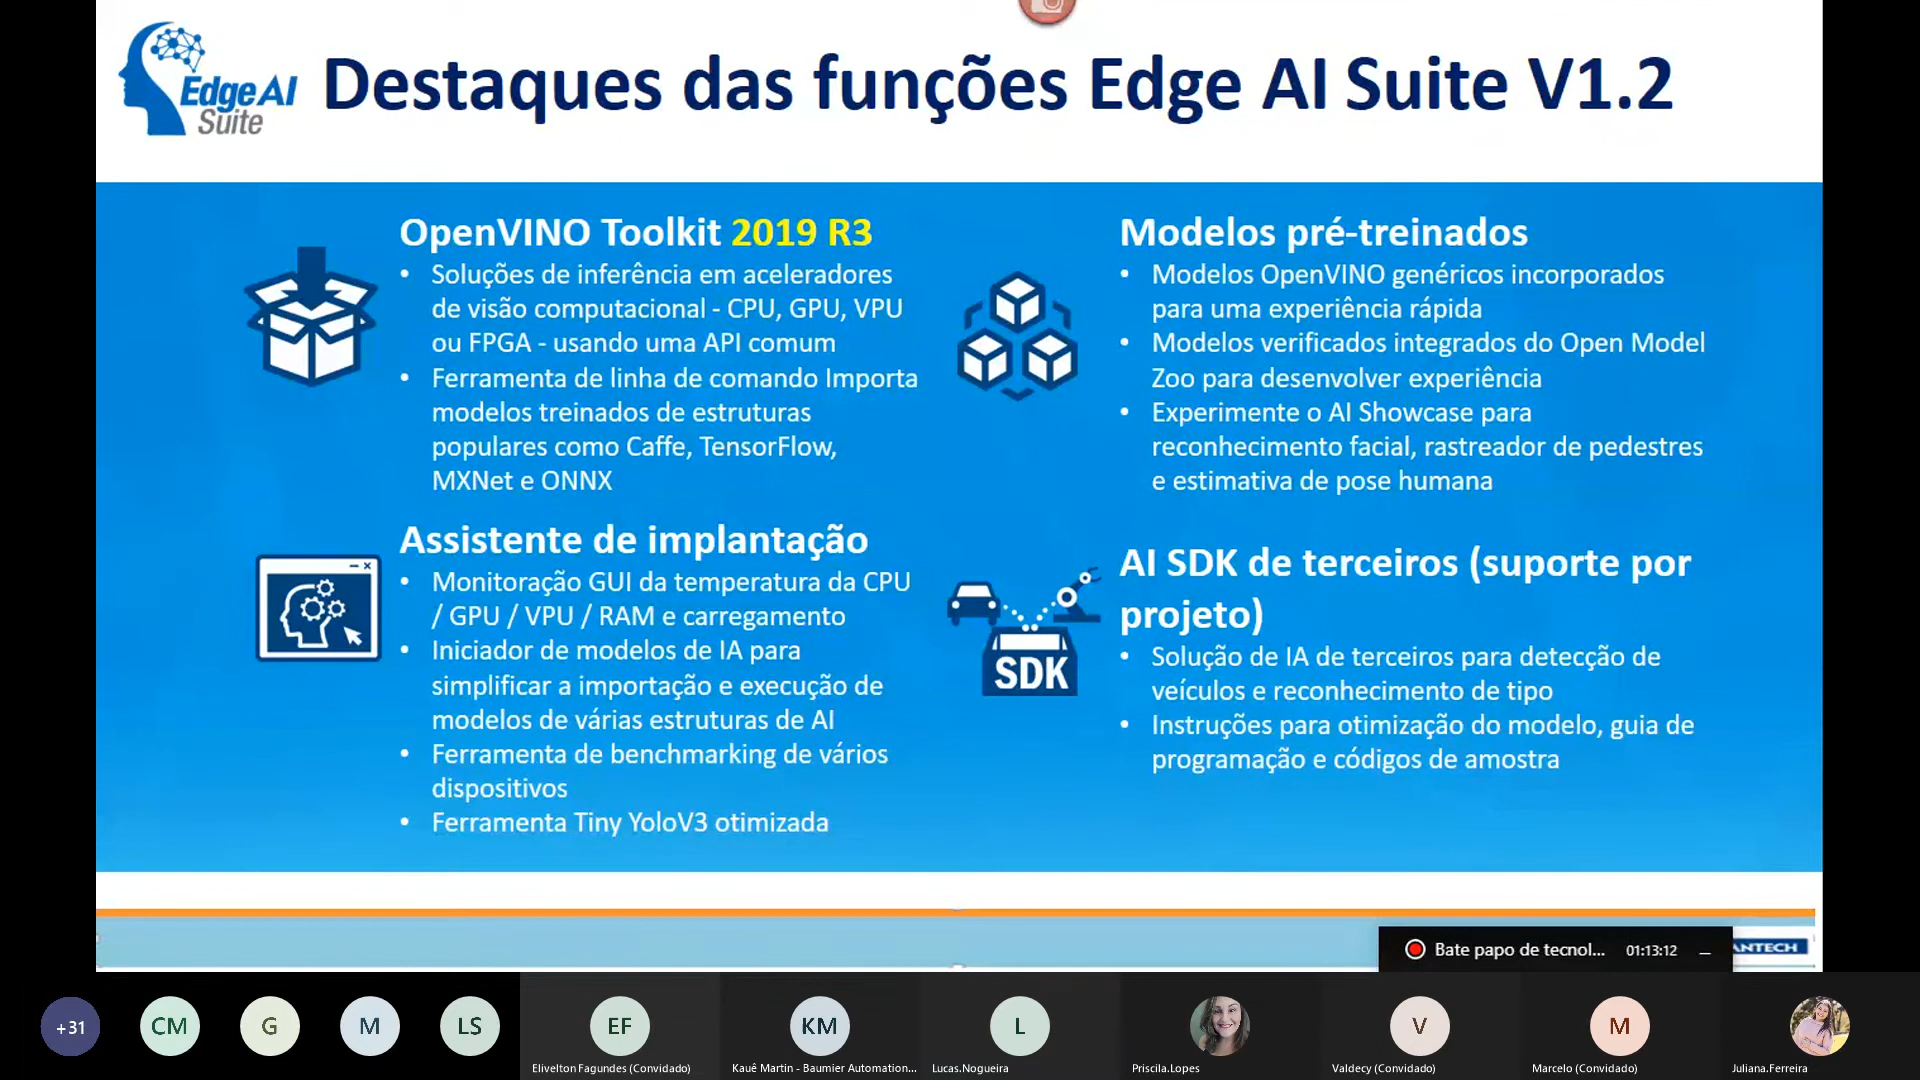 Edge AI
Suite
Destaques das funções Edge AI Suite V1.2
OpenVINO Toolkit 2019 R3
• Soluções de inferência em aceleradores
de visão computacional - CPU, GPU, VPU
ou FPGA - usando uma API comum
• Ferramenta de linha de comando Importa
modelos treinados de estruturas
populares como Caffe, TensorFlow,
MXNet e ONNX
Assistente de implantação
• Monitoração GUI da temperatura da CPU
/ GPU / VPU / RAM e carregamento
• Iniciador de modelos de IA para
simplificar a importação e execução de
modelos de várias estruturas de AI
• Ferramenta de benchmarking de vários
dispositivos
• Ferramenta Tiny YoloV3 otimizada
Modelos pré-treinados
• Modelos OpenVINO genéricos incorporados
para uma experiência rápida
• Modelos verificados integrados do Open Model
Zoo para desenvolver experiência
• Experimente o AI Showcase para
reconhecimento facial, rastreador de pedestres
e estimativa de pose humana
SDK
AI SDK de terceiros (suporte por
projeto)
• Solução de IA de terceiros para detecção de
veículos e reconhecimento de tipo
• Instruções para otimização do modelo, guia de
programação e códigos de amostra
Bate papo de tecnol... 01:13:12
ANTECH
+31 CM G M LS EF KM L V M
Elivelton Fagundes (Convidado) Kauê Martin - Baumier Automation... Lucas.Nogueira Priscila.Lopes Valdecy (Convidado) Marcelo (Convidado) Juliana.Ferreira